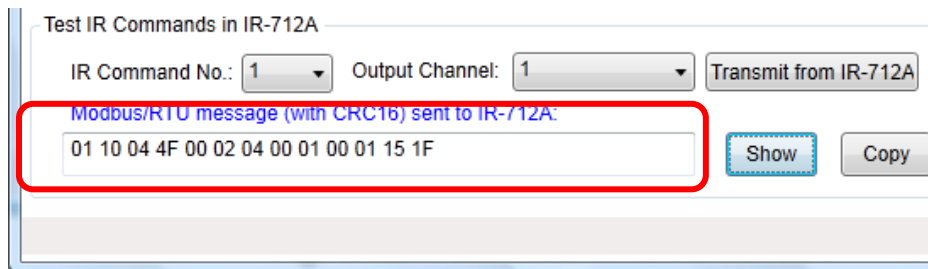 Test IR Commands in IR-712A
IR Command No.: 1 Output Channel: 1 Transmit from IR-712A
Modbus/RTU message (with CRC16) sent to IR-712A:
01 10 04 4F 00 02 04 00 01 00 01 15 1F
Show Copy